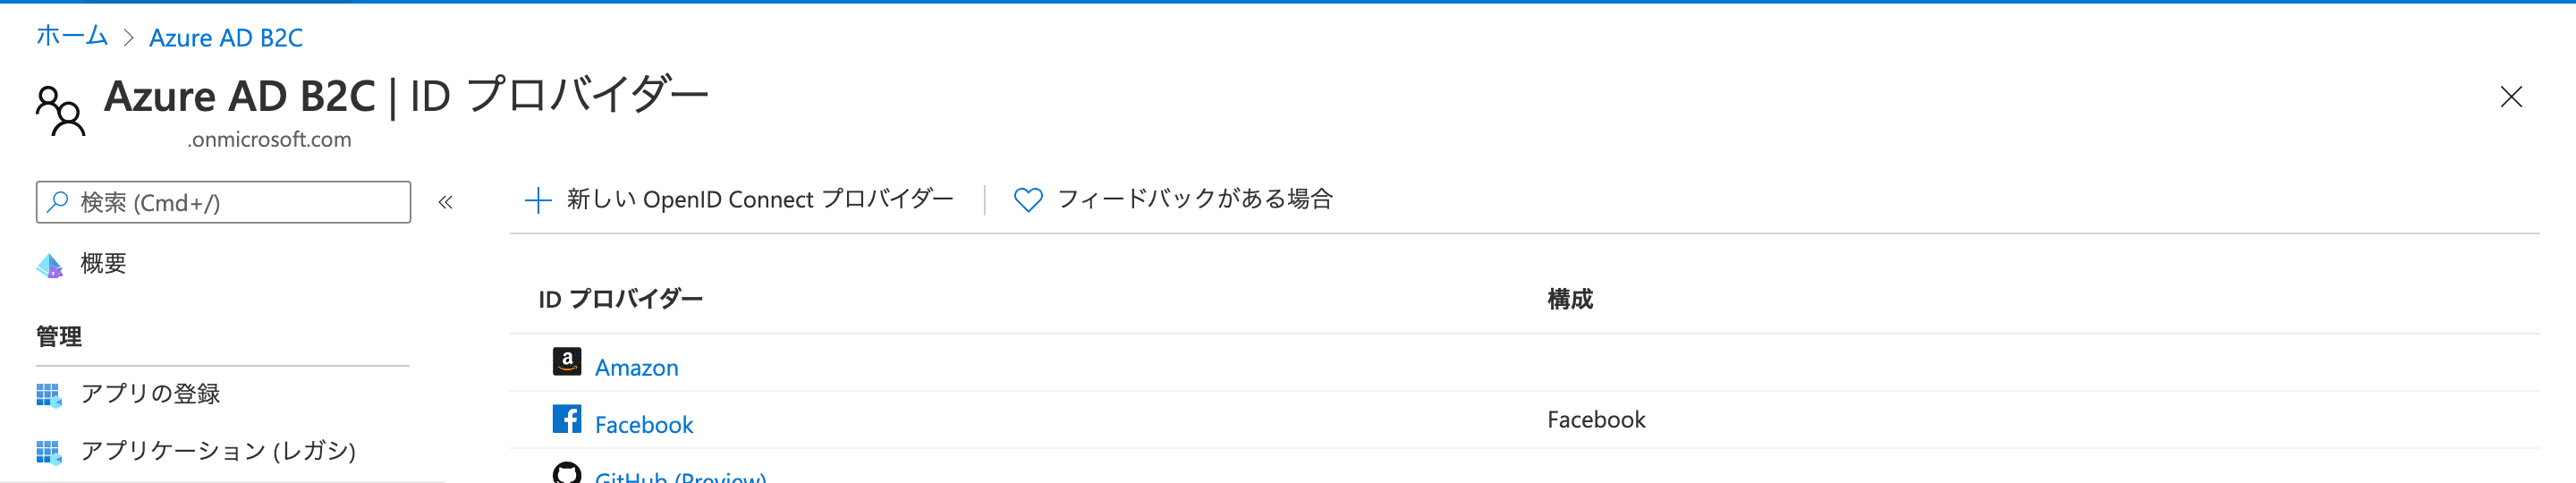 ホーム > Azure AD B2C
Azure AD B2C | ID プロバイダー
.onmicrosoft.com
検索 (Cmd+/)
«
+ 新しい OpenID Connect プロバイダー
フィードバックがある場合
概要
管理
アプリの登録
アプリケーション (レガシ)
ID プロバイダー 構成
Amazon
Facebook Facebook
GitHub (Preview)